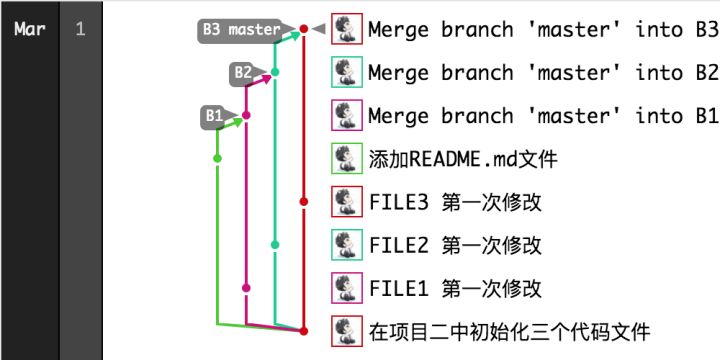 Mar 1 B3 master Merge branch 'master' into B3
B2 Merge branch 'master' into B2
B1 Merge branch 'master' into B1
添加README.md文件
FILE3 第一次修改
FILE2 第一次修改
FILE1 第一次修改
在项目二中初始化三个代码文件